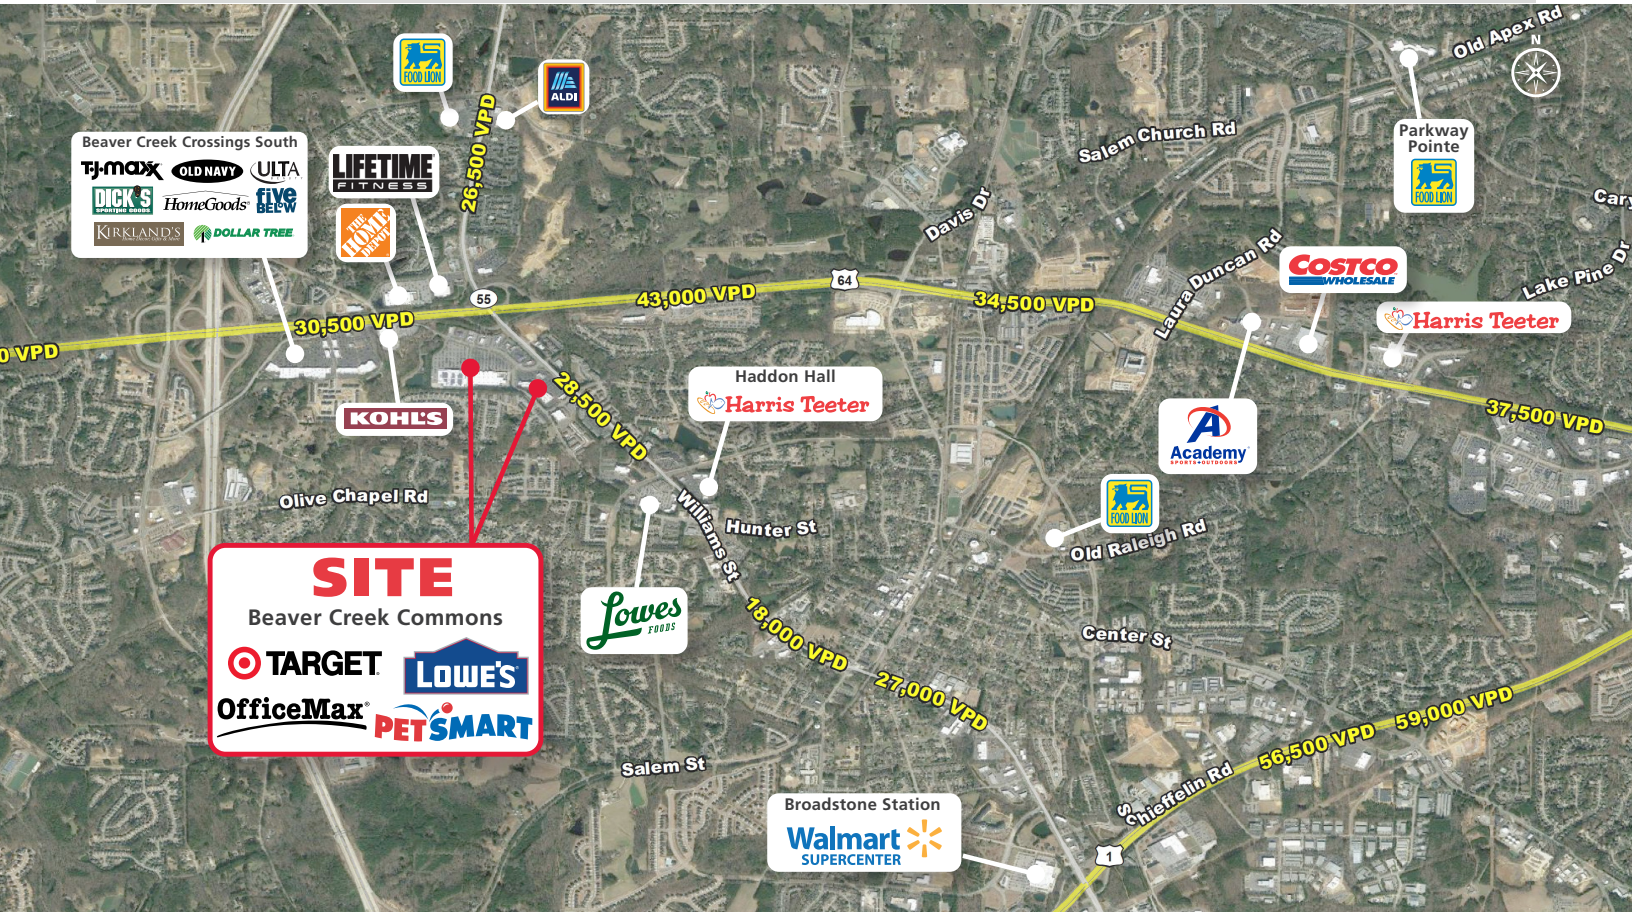 Old Apex Rd
N
FOOD LION
ALDI
26,500 VPD
Parkway
Pointe
FOOD LION
Salem Church Rd
Beaver Creek Crossings South
T·J·maxx
OLD NAVY
ULTA
DICK'S
SPORTING GOODS
HomeGoods
five
BEL°W
KIRKLAND'S
DOLLAR TREE
LIFETIME
FITNESS
THE
HOME
DEPOT
Davis Dr
Cary
Laura Duncan Rd
COSTCO
WHOLESALE
Lake Pine Dr
Harris Teeter
64
55
43,000 VPD
34,500 VPD
30,500 VPD
0 VPD
KOHL'S
28,500 VPD
Haddon Hall
Harris Teeter
37,500 VPD
Academy
SPORTS+OUTDOORS
Olive Chapel Rd
Williams St
Hunter St
FOOD LION
Old Raleigh Rd
SITE
Beaver Creek Commons
TARGET
LOWE'S
OfficeMax
PETSMART
Lowes
FOODS
18,000 VPD
Center St
27,000 VPD
59,000 VPD
56,500 VPD
Salem St
Schieffelin Rd
Broadstone Station
Walmart
SUPERCENTER
1